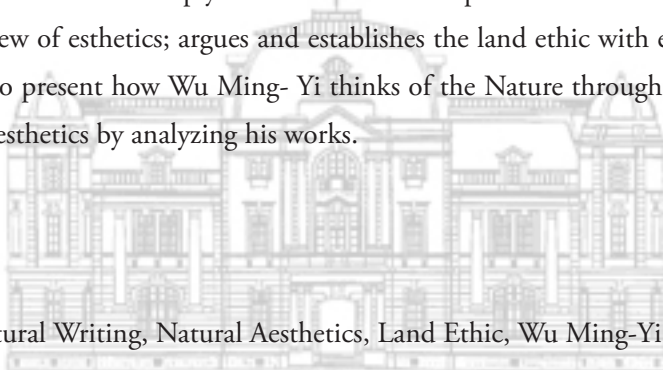 ew of esthetics; argues and establishes the land ethic with
o present how Wu Ming- Yi thinks of the Nature through
esthetics by analyzing his works.
tural Writing, Natural Aesthetics, Land Ethic, Wu Ming-Yi